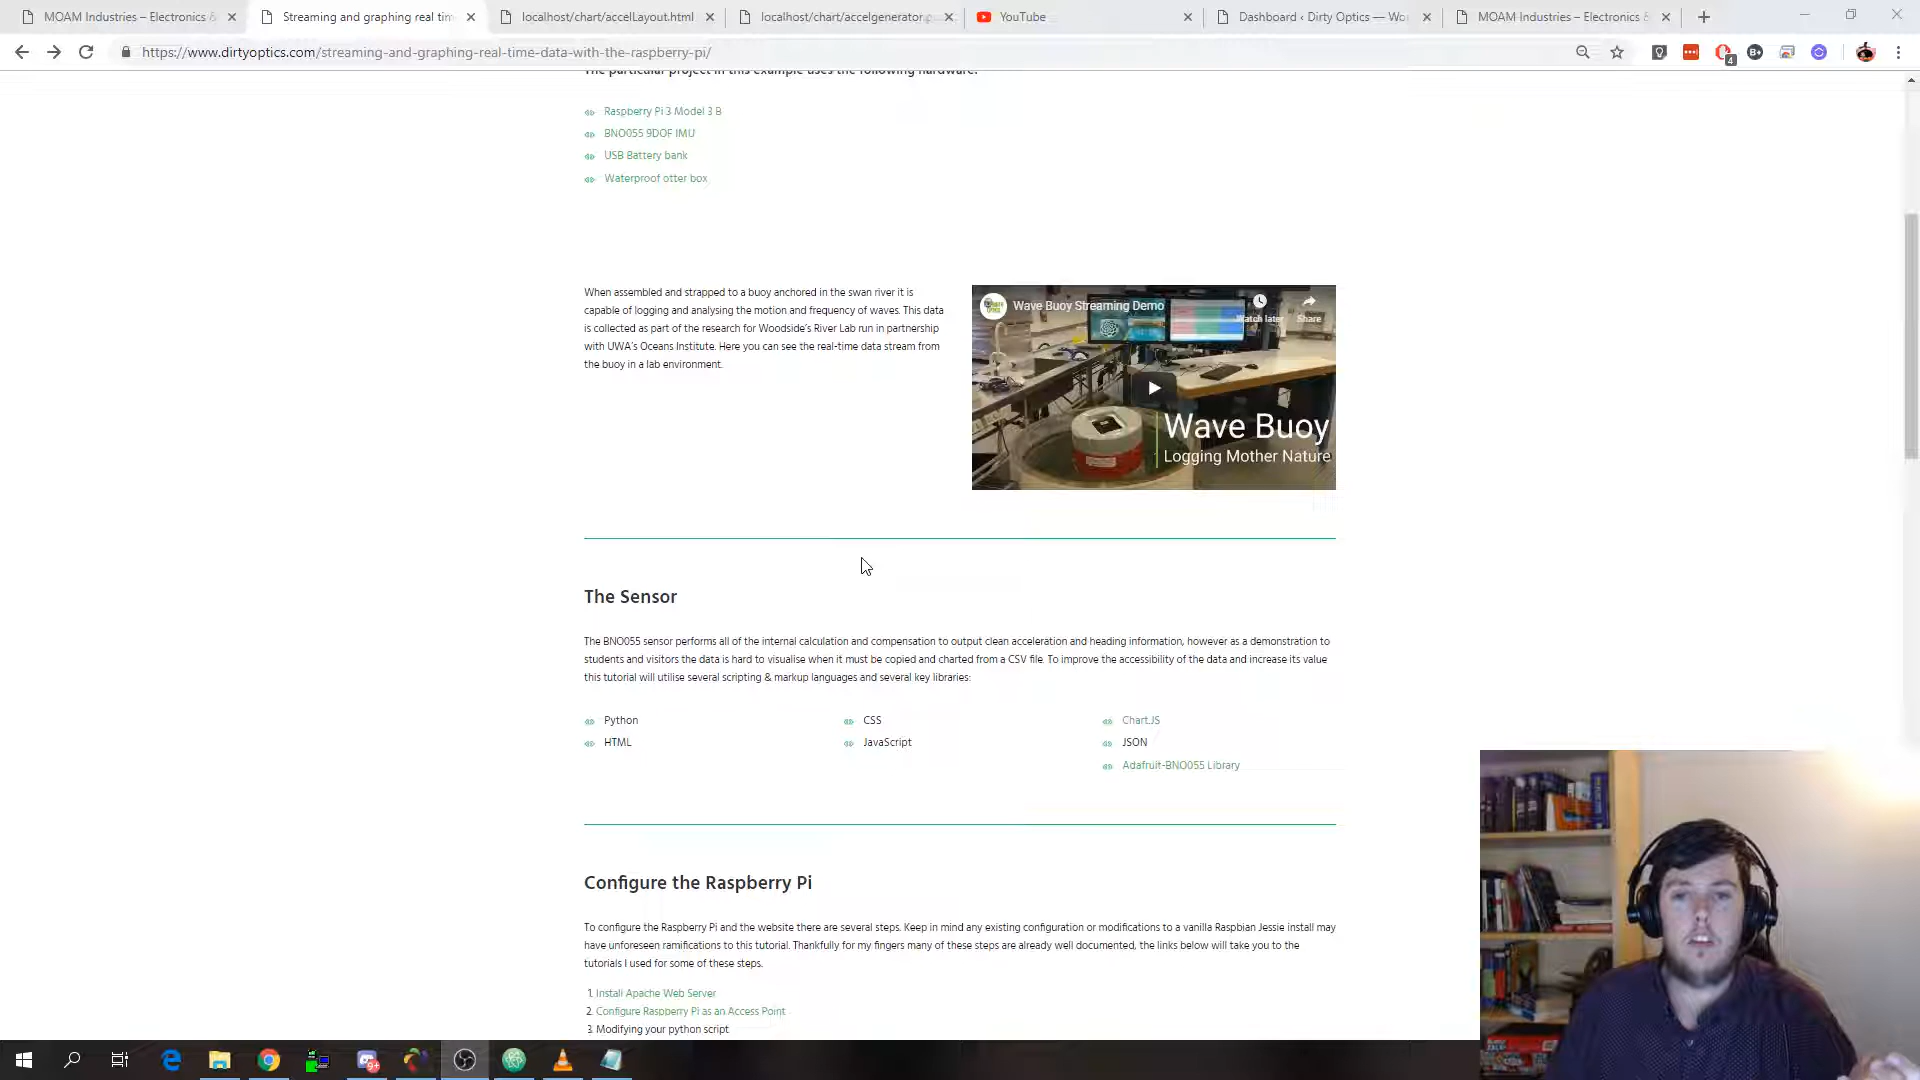 MOAM Industries – Electronics &
Streaming and graphing real tim
localhost/chart/accelLayout.html
localhost/chart/accelgenerator.p
YouTube
Dashboard ‹ Dirty Optics — Wo
MOAM Industries – Electronics &
https://www.dirtyoptics.com/streaming-and-graphing-real-time-data-with-the-raspberry-pi/
4
The particular project in this example uses the following hardware:
Raspberry Pi 3 Model 3 B
BNO055 9DOF IMU
USB Battery bank
Waterproof otter box
When assembled and strapped to a buoy anchored in the swan river it is
capable of logging and analysing the motion and frequency of waves. This data
is collected as part of the research for Woodside's River Lab run in partnership
with UWA's Oceans Institute. Here you can see the real-time data stream from
the buoy in a lab environment.
Wave Buoy Streaming Demo
Watch later
Share
Wave Buoy
Logging Mother Nature
The Sensor
The BNO055 sensor performs all of the internal calculation and compensation to output clean acceleration and heading information, however as a demonstration to
students and visitors the data is hard to visualise when it must be copied and charted from a CSV file. To improve the accessibility of the data and increase its value
this tutorial will utilise several scripting & markup languages and several key libraries:
Python
HTML
CSS
JavaScript
Chart.JS
JSON
Adafruit-BNO055 Library
Configure the Raspberry Pi
To configure the Raspberry Pi and the website there are several steps. Keep in mind any existing configuration or modifications to a vanilla Raspbian Jessie install may
have unforeseen ramifications to this tutorial. Thankfully for my fingers many of these steps are already well documented, the links below will take you to the
tutorials I used for some of these steps.
1. Install Apache Web Server
2. Configure Raspberry Pi as an Access Point
3. Modifying your python script